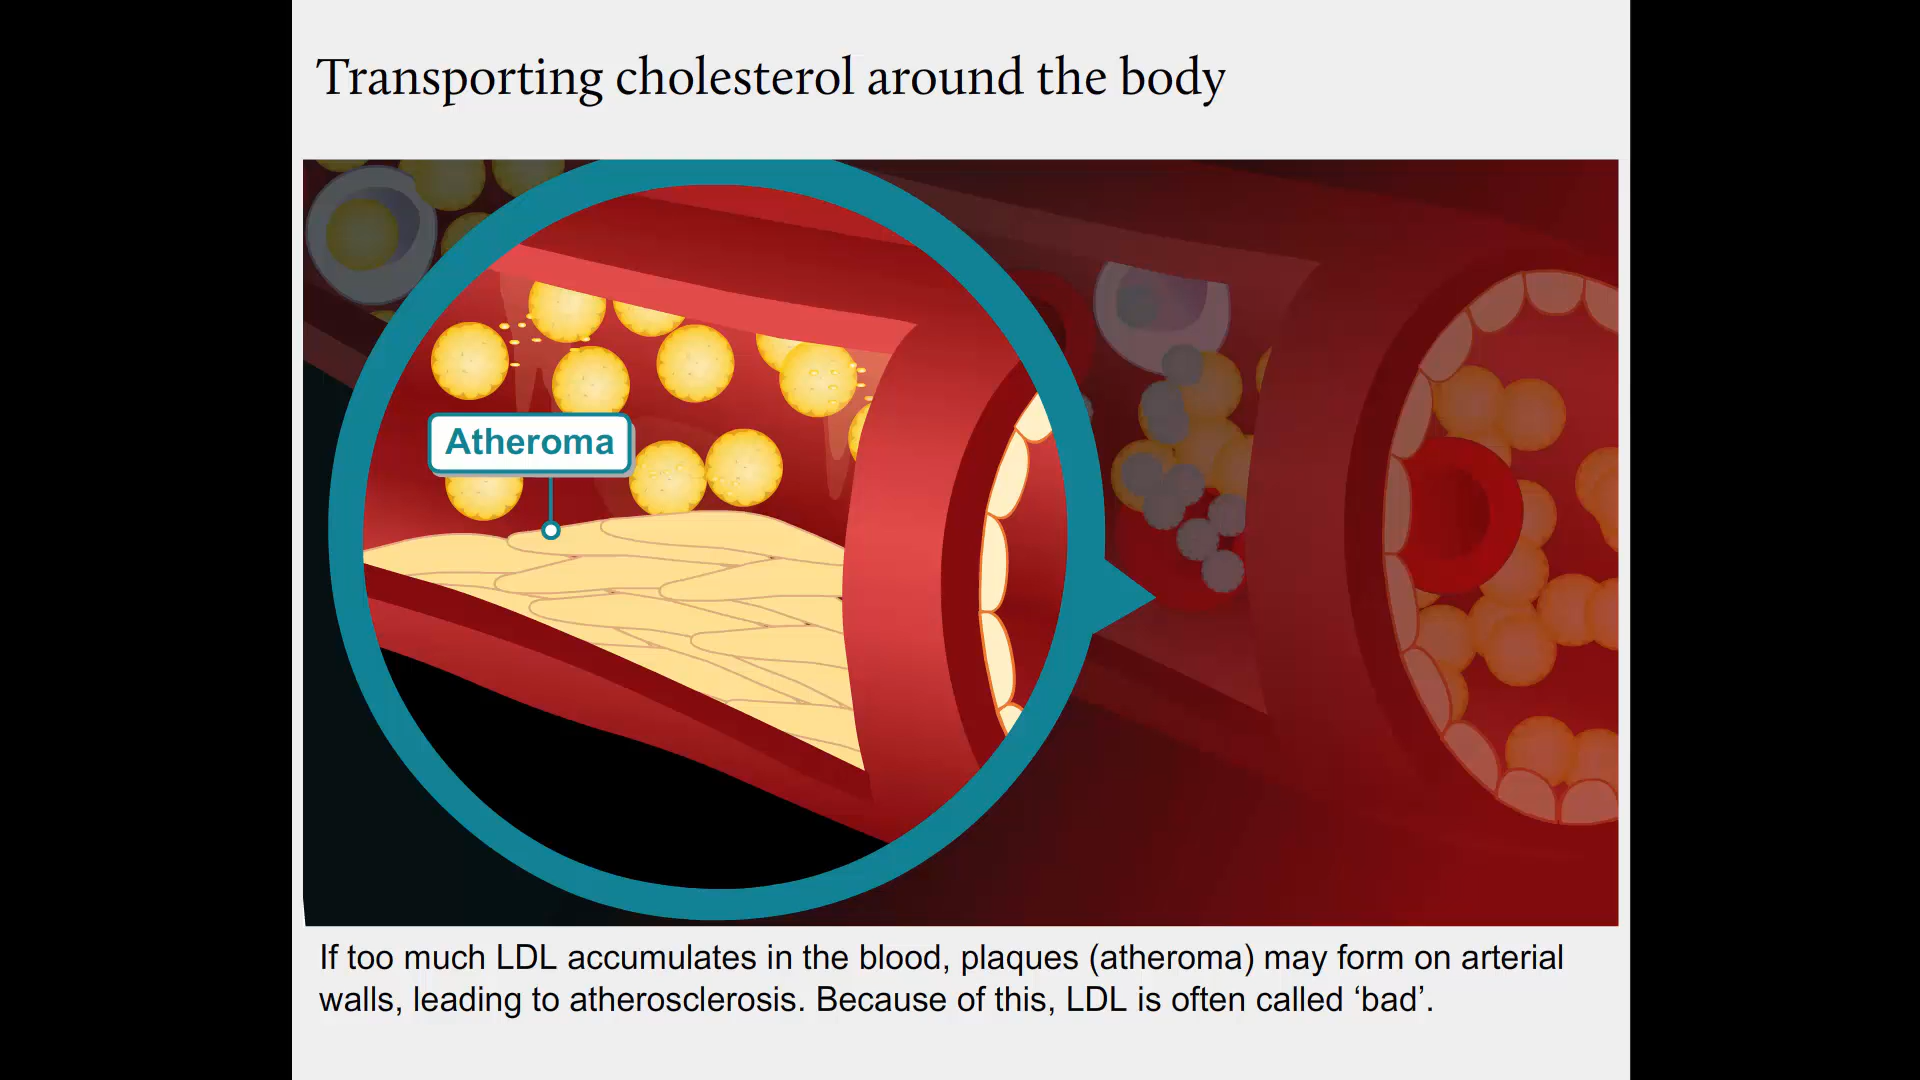 Transporting cholesterol around the body
Atheroma
If too much LDL accumulates in the blood, plaques (atheroma) may form on arterial
walls, leading to atherosclerosis. Because of this, LDL is often called ‘bad’.